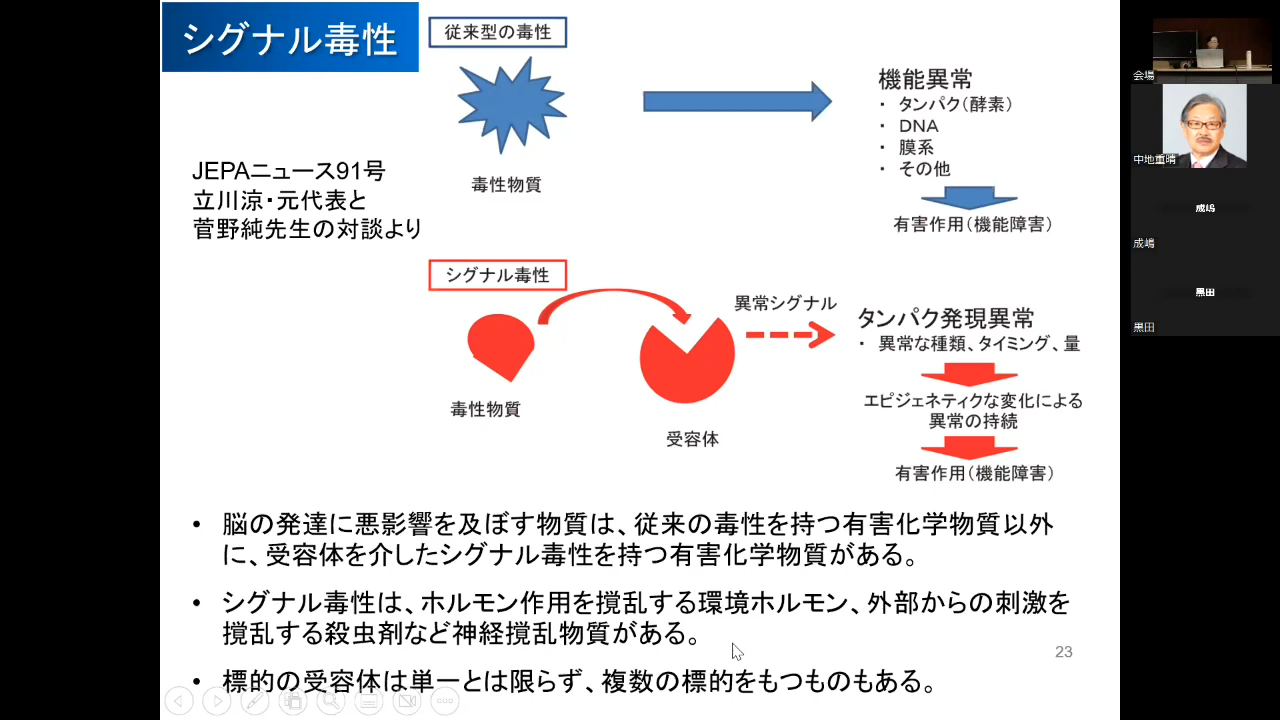 シグナル毒性
従来型の毒性
毒性物質
機能異常
・ タンパク（酵素）
・ DNA
・ 膜系
・ その他
有害作用（機能障害）
JEPAニュース91号
立川涼・元代表と
菅野純先生の対談より
シグナル毒性
毒性物質
受容体
異常シグナル
タンパク発現異常
・ 異常な種類、タイミング、量
エピジェネティクな変化による
異常の持続
有害作用（機能障害）
• 脳の発達に悪影響を及ぼす物質は、従来の毒性を持つ有害化学物質以外
に、受容体を介したシグナル毒性を持つ有害化学物質がある。
• シグナル毒性は、ホルモン作用を撹乱する環境ホルモン、外部からの刺激を
撹乱する殺虫剤など神経撹乱物質がある。
• 標的の受容体は単一とは限らず、複数の標的をもつものもある。
23
会場
中地重晴
成嶋
成嶋
黒田
黒田